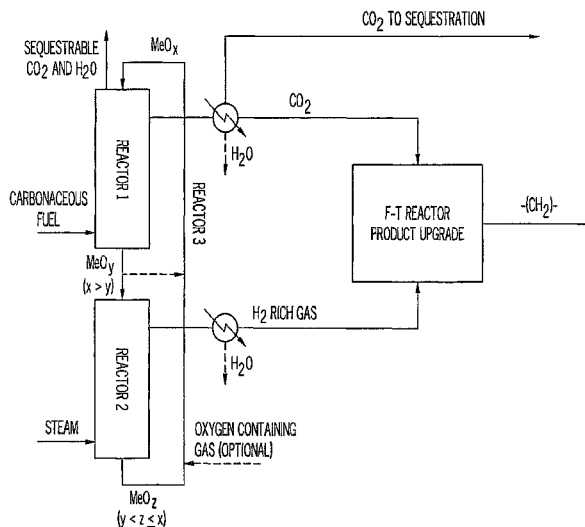 CO2 TO SEQUESTRATION
SEQUESTRABLE
CO2 AND H2O
MeOx
CO2
H2O
REACTOR 1
REACTOR 3
CARBONACEOUS
FUEL
F-T REACTOR
PRODUCT UPGRADE
-(CH2)-
MeOy
(x > y)
H2 RICH GAS
H2O
REACTOR 2
STEAM
OXYGEN CONTAINING
GAS (OPTIONAL)
MeOz
(y < z ≤ x)